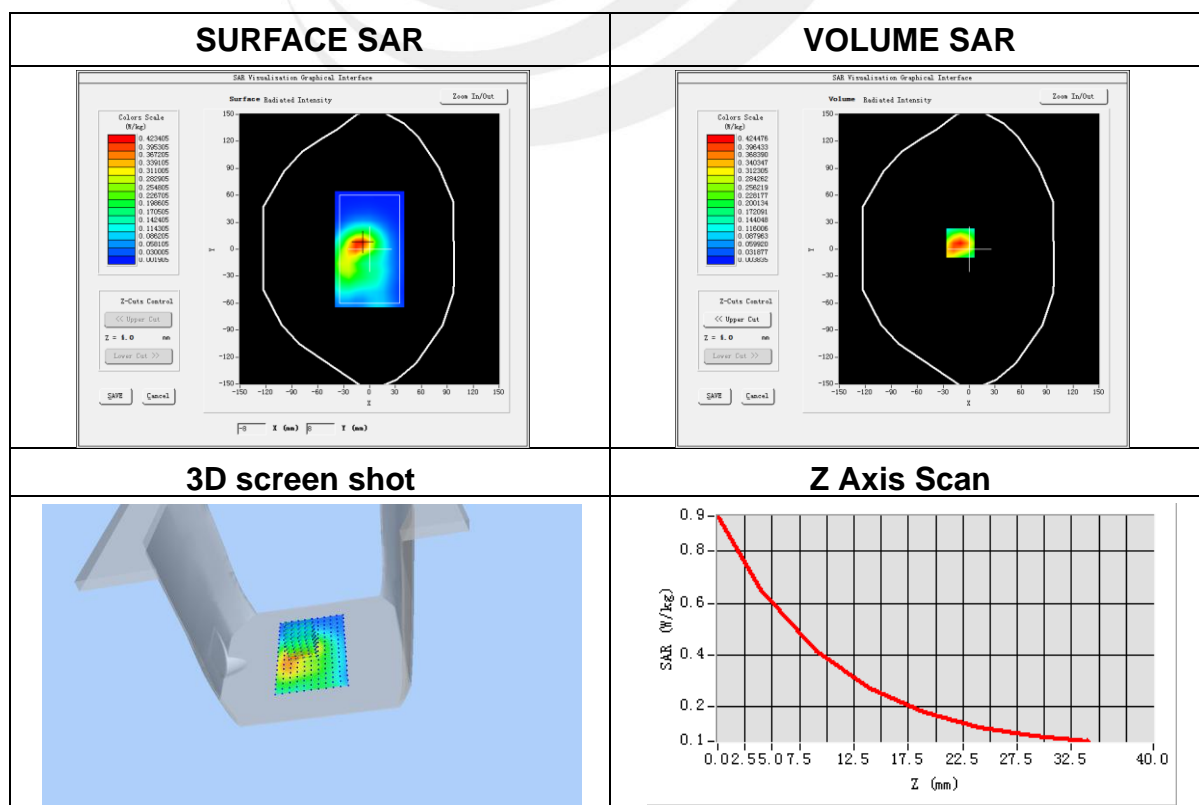 SURFACE SAR
VOLUME SAR
SAR Visualisation Graphical Interface
Surface Radiated Intensity
Zoom In/Out
Colors Scale
(W/kg)
0.423405
0.395305
0.367205
0.339105
0.311005
0.282905
0.254805
0.226705
0.198605
0.170505
0.142405
0.114305
0.086205
0.058105
0.030005
0.001905
Z-Cuts Control
<< Upper Cut
Z = 4.0 mm
Lower Cut >>
SAVE Cancel
150
120
90
60
30
0
-30
-60
-90
-120
-150
Y
-150 -120 -90 -60 -30 0 30 60 90 120 150
X
-8 X (mm) 8 Y (mm)
SAR Visualisation Graphical Interface
Volume Radiated Intensity
Zoom In/Out
Colors Scale
(W/kg)
0.424476
0.396433
0.368390
0.340347
0.312305
0.284262
0.256219
0.228177
0.200134
0.172091
0.144048
0.116006
0.087963
0.059920
0.031877
0.003835
Z-Cuts Control
<< Upper Cut
Z = 4.0 mm
Lower Cut >>
SAVE Cancel
150
120
90
60
30
0
-30
-60
-90
-120
-150
Y
-150 -120 -90 -60 -30 0 30 60 90 120 150
X
3D screen shot
Z Axis Scan
0.9
0.8
0.6
0.4
0.2
0.1
SAR (W/kg)
0.0 2.5 5.0 7.5 12.5 17.5 22.5 27.5 32.5 40.0
Z (mm)